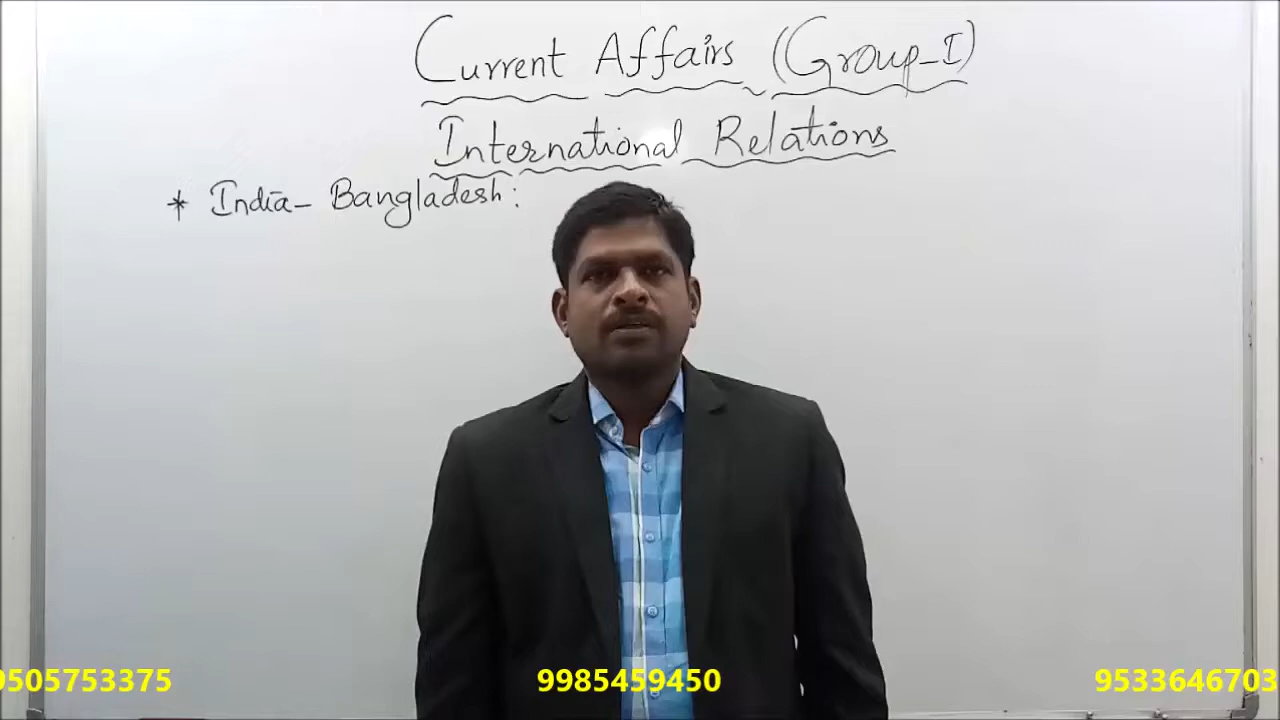 Current Affairs (Group-I)
International Relations
* India- Bangladesh:
9505753375 9985459450 9533646703